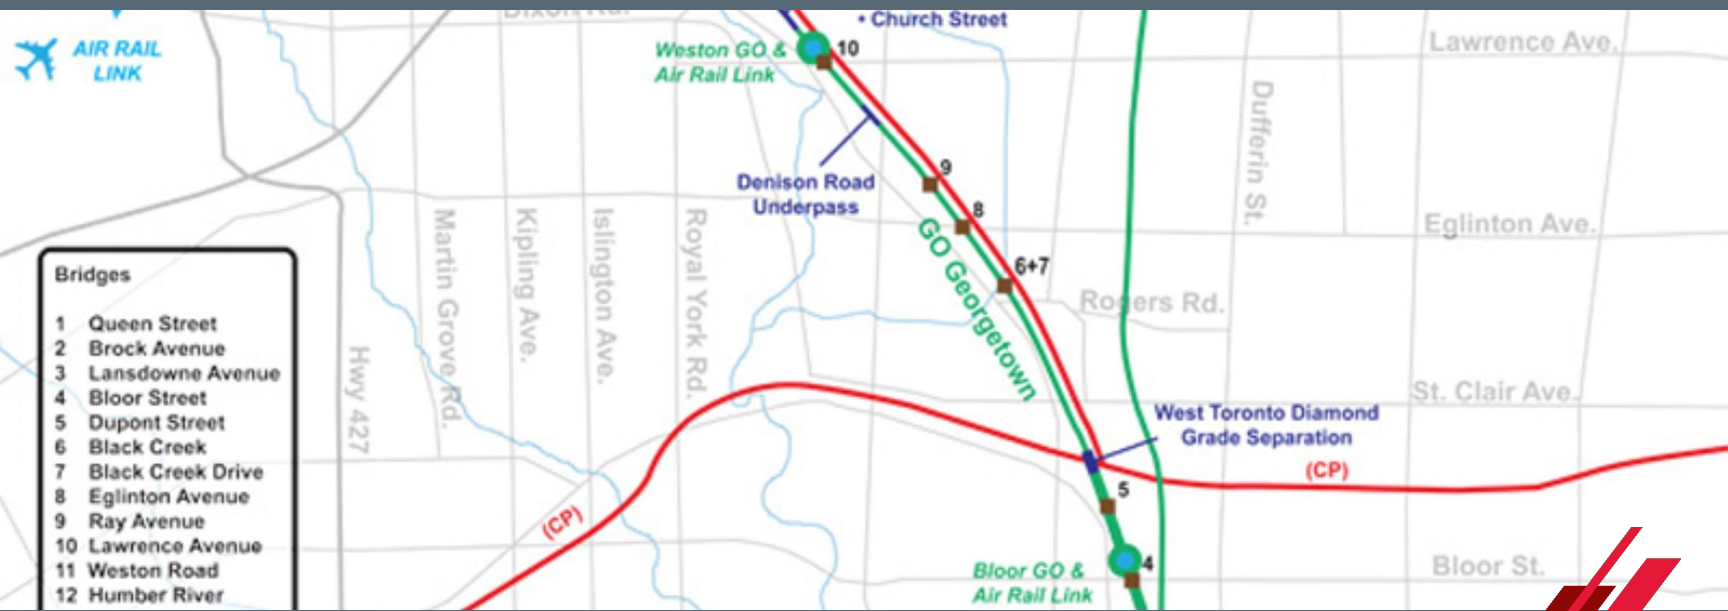 Dixon Rd.
• Church Street
AIR RAIL
LINK
Weston GO &
Air Rail Link
10
Lawrence Ave.
Dufferin St.
Denison Road
Underpass
9
8
Eglinton Ave.
GO Georgetown
6+7
Rogers Rd.
Martin Grove Rd.
Kipling Ave.
Islington Ave.
Royal York Rd.
Hwy 427
Bridges
1 Queen Street
2 Brock Avenue
3 Lansdowne Avenue
4 Bloor Street
5 Dupont Street
6 Black Creek
7 Black Creek Drive
8 Eglinton Avenue
9 Ray Avenue
10 Lawrence Avenue
11 Weston Road
12 Humber River
St. Clair Ave.
West Toronto Diamond
Grade Separation
(CP)
(CP)
5
4
Bloor GO &
Air Rail Link
Bloor St.